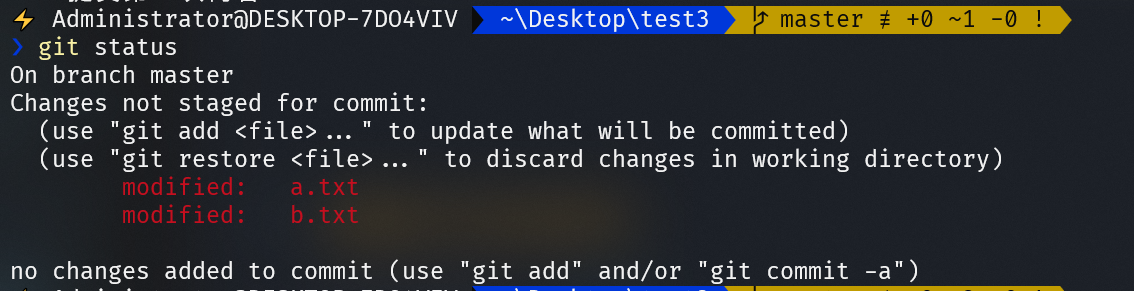 Administrator@DESKTOP-7DO4VIV ~\Desktop\test3 master ≢ +0 ~1 -0 !
❯ git status
On branch master
Changes not staged for commit:
(use "git add <file>..." to update what will be committed)
(use "git restore <file>..." to discard changes in working directory)
modified: a.txt
modified: b.txt
no changes added to commit (use "git add" and/or "git commit -a")